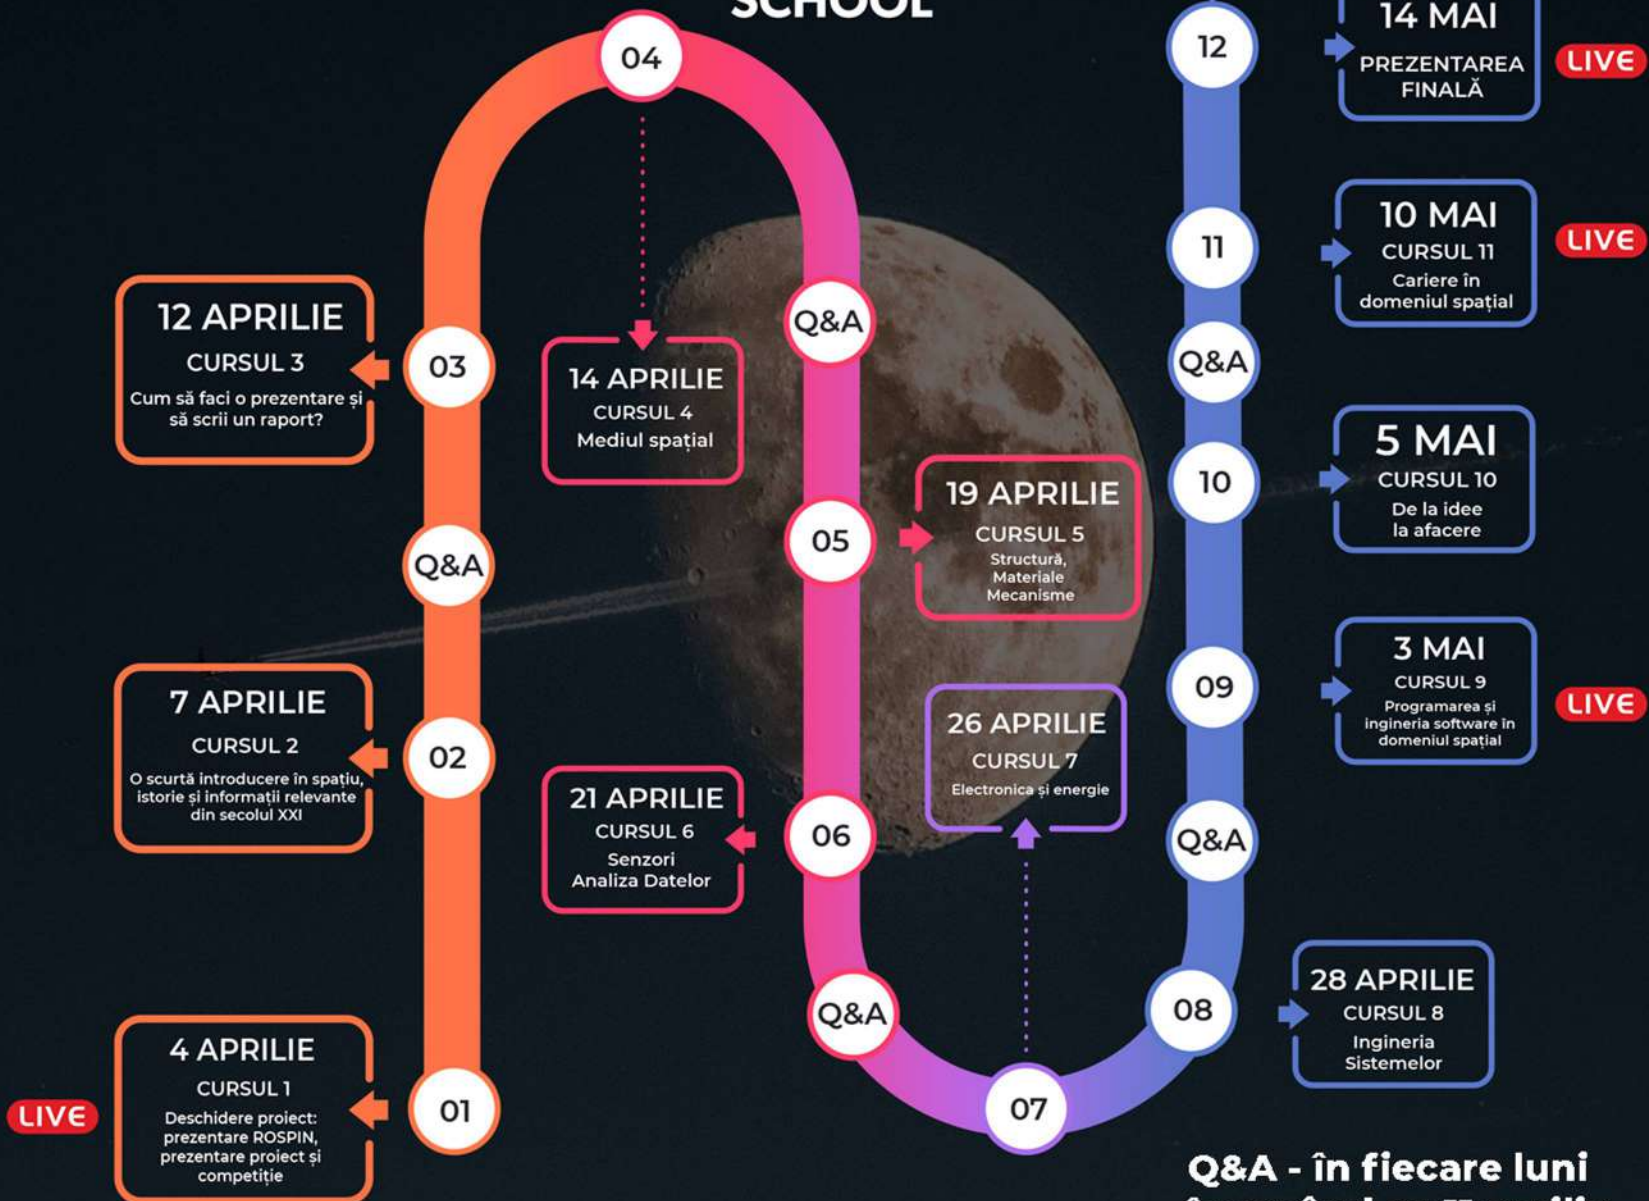 SCHOOL
01
LIVE
4 APRILIE
CURSUL 1
Deschidere proiect:
prezentare ROSPIN,
prezentare proiect și
competiție
02
7 APRILIE
CURSUL 2
O scurtă introducere în spațiu,
istorie și informații relevante
din secolul XXI
Q&A
03
12 APRILIE
CURSUL 3
Cum să faci o prezentare și
să scrii un raport?
04
14 APRILIE
CURSUL 4
Mediul spațial
Q&A
05
19 APRILIE
CURSUL 5
Structură,
Materiale
Mecanisme
06
21 APRILIE
CURSUL 6
Senzori
Analiza Datelor
Q&A
07
26 APRILIE
CURSUL 7
Electronica și energie
08
28 APRILIE
CURSUL 8
Ingineria
Sistemelor
Q&A
09
3 MAI
CURSUL 9
Programarea și
ingineria software în
domeniul spațial
LIVE
10
5 MAI
CURSUL 10
De la idee
la afacere
Q&A
11
10 MAI
CURSUL 11
Cariere în
domeniul spațial
LIVE
12
14 MAI
PREZENTAREA
FINALĂ
LIVE
Q&A - în fiecare luni